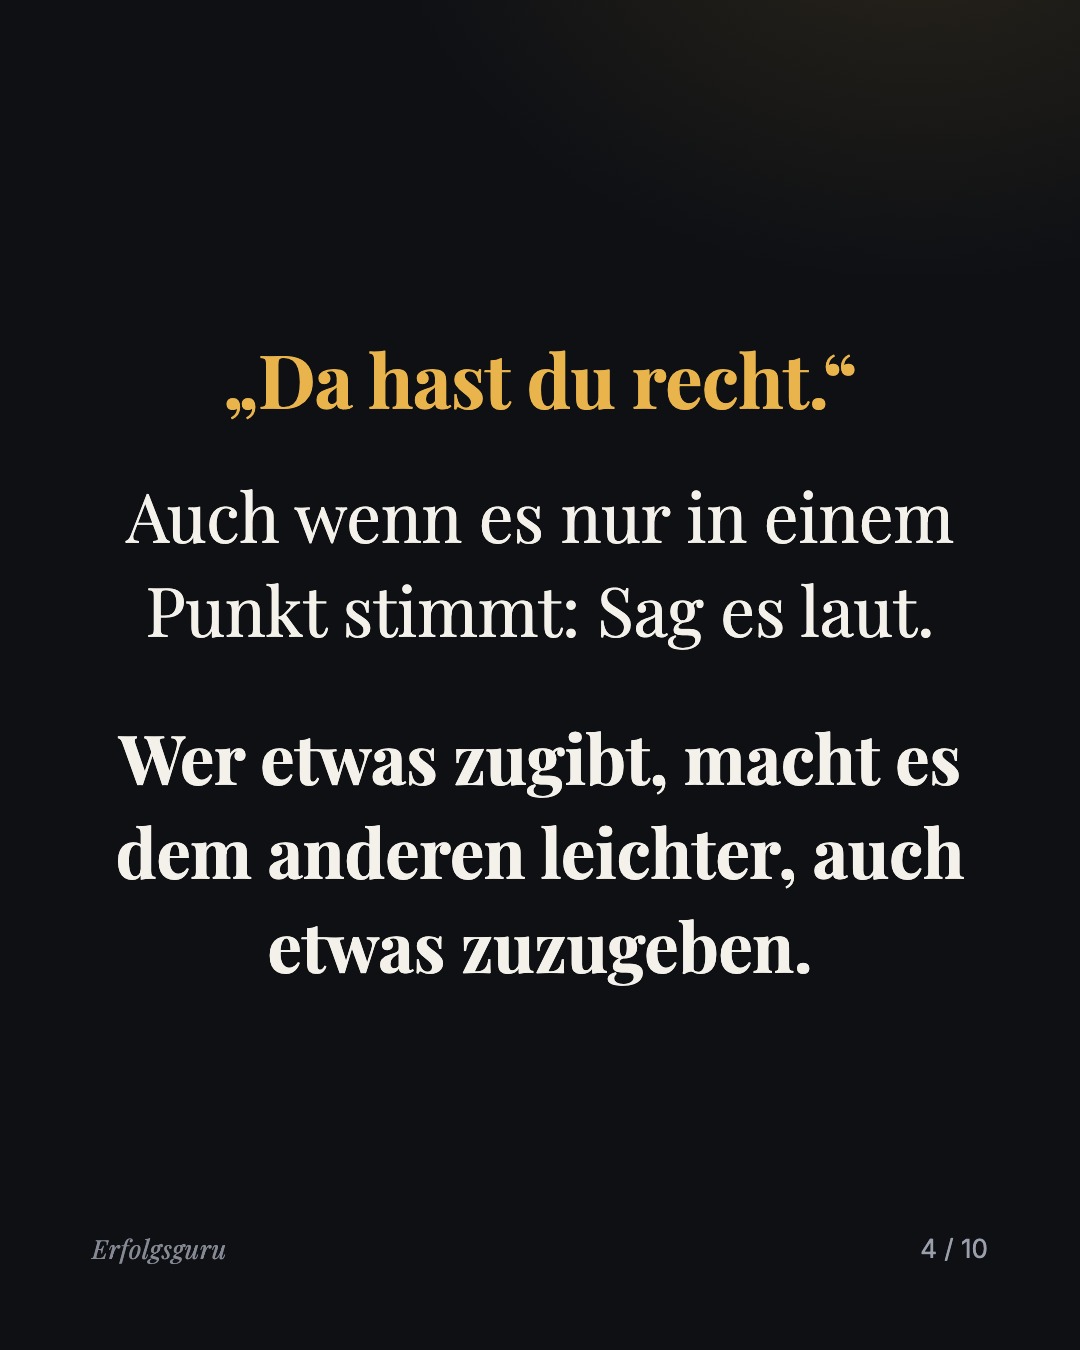 „Da hast du recht.“
Auch wenn es nur in einem
Punkt stimmt: Sag es laut.
Wer etwas zugibt, macht es
dem anderen leichter, auch
etwas zuzugeben.
Erfolgsguru
4 / 10